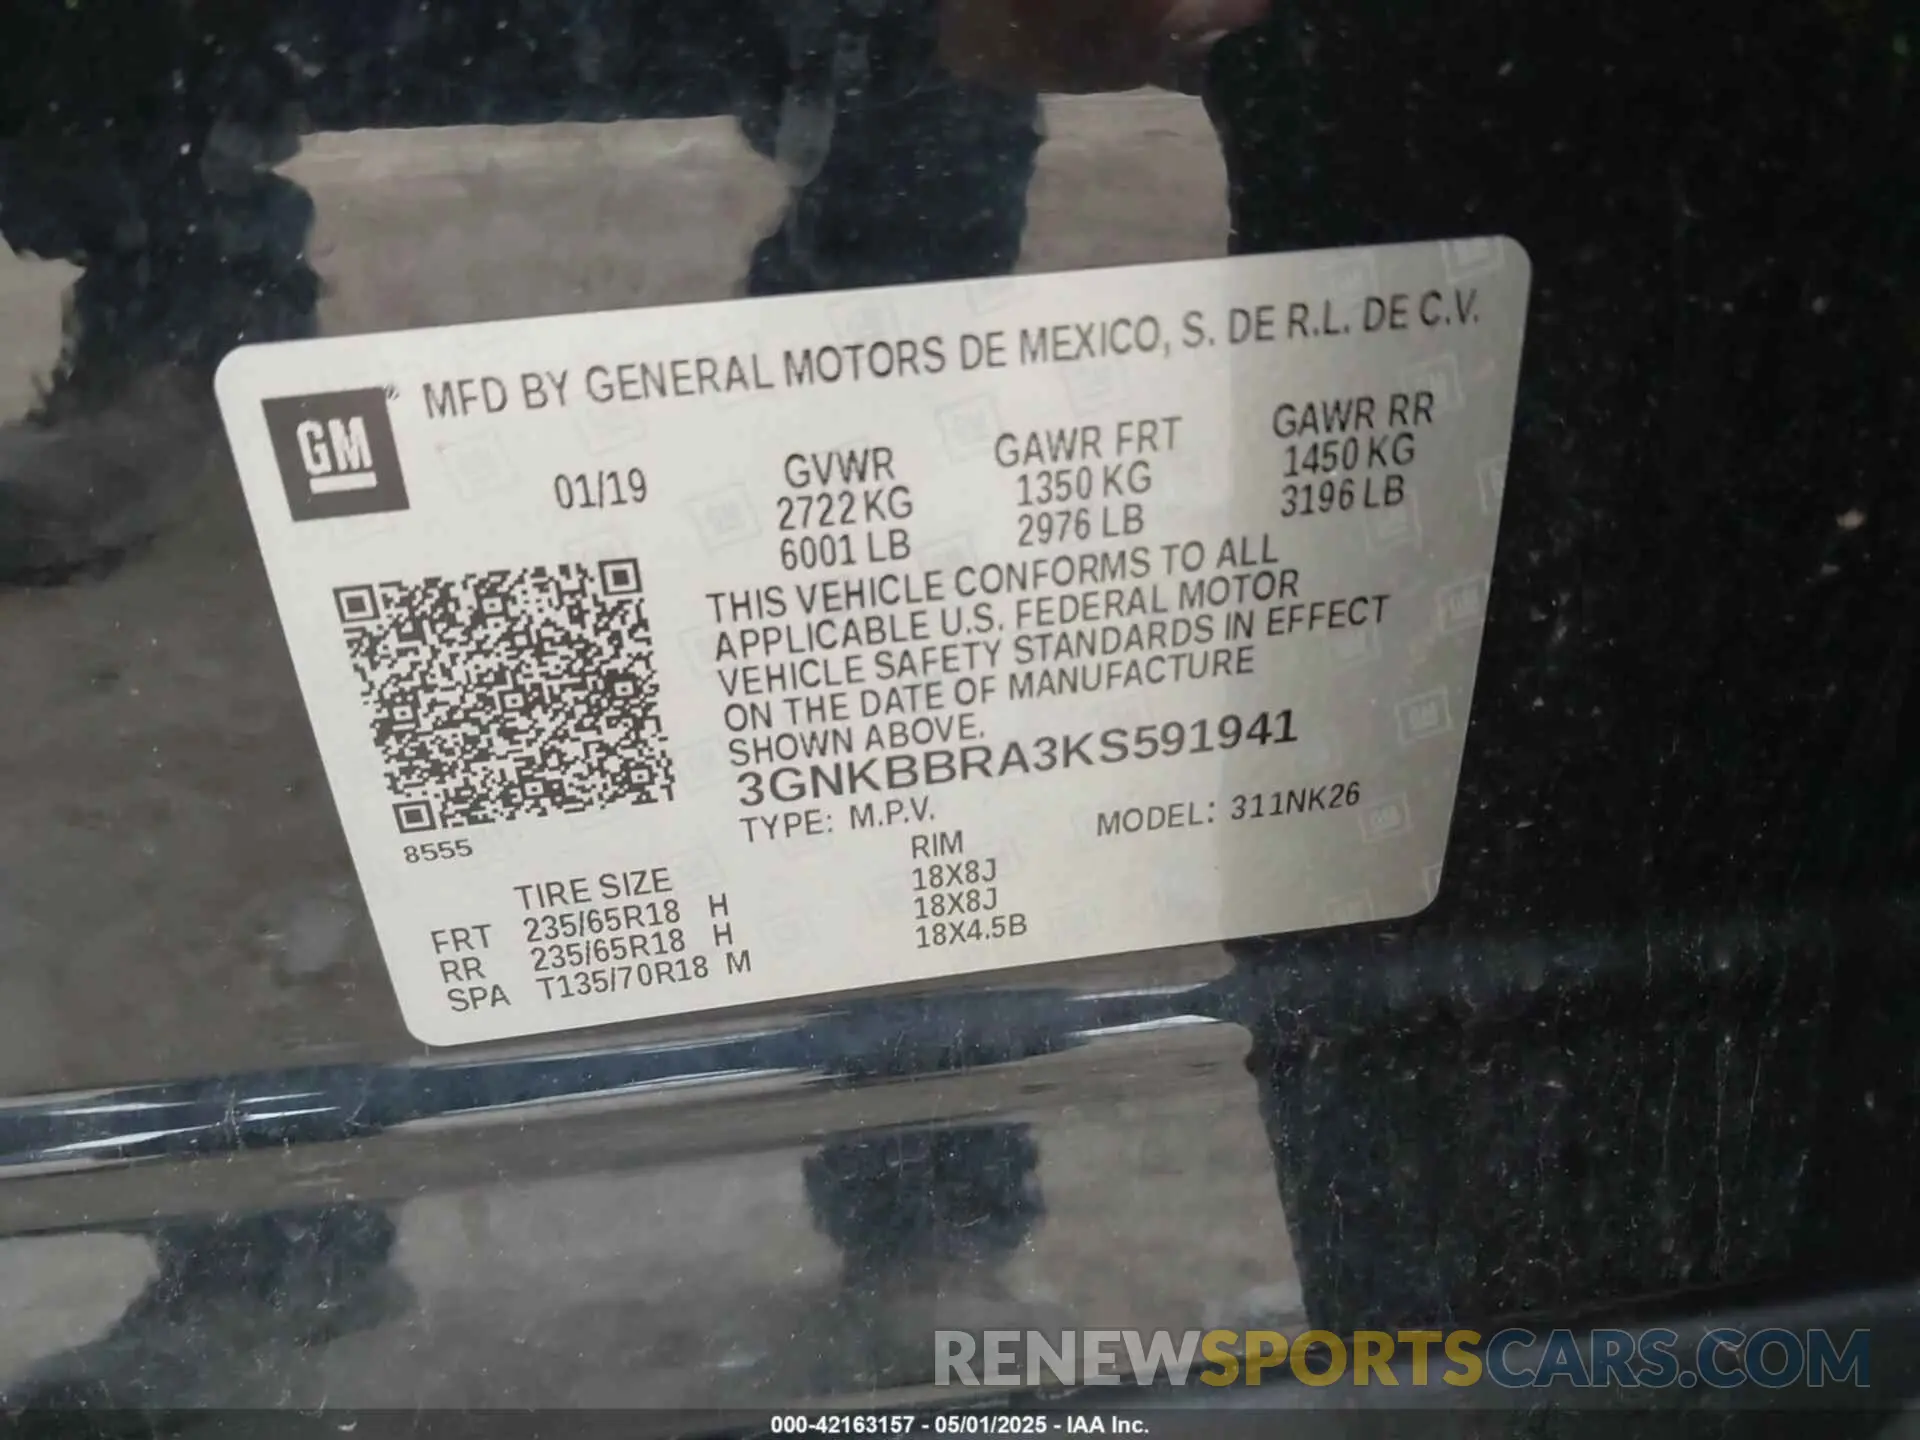 MFD BY GENERAL MOTORS DE MEXICO, S. DE R.L. DE C.V.
GM®
01/19 GVWR GAWR FRT GAWR RR
2722 KG 1350 KG 1450 KG
6001 LB 2976 LB 3196 LB
THIS VEHICLE CONFORMS TO ALL
APPLICABLE U.S. FEDERAL MOTOR
VEHICLE SAFETY STANDARDS IN EFFECT
ON THE DATE OF MANUFACTURE
SHOWN ABOVE.
3GNKBBRA3KS591941
TYPE: M.P.V. MODEL: 311NK26
8555
TIRE SIZE RIM
FRT 235/65R18 H 18X8J
RR 235/65R18 H 18X8J
SPA T135/70R18 M 18X4.5B
RENEWSPORTSCARS.COM
000-42163157 - 05/01/2025 - IAA Inc.